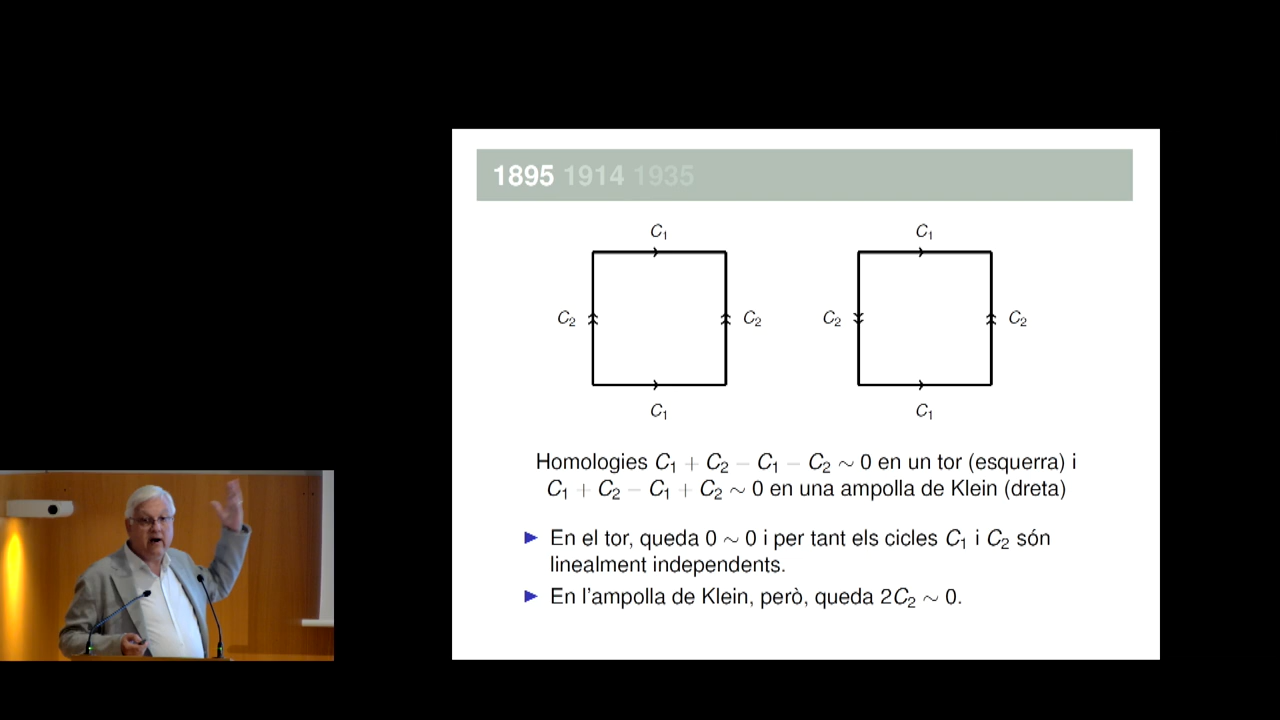 1895 1914 1935
C₁ C₁
C₂ C₂ C₂ C₂
C₁ C₁
Homologies C₁ + C₂ − C₁ − C₂ ∼ 0 en un tor (esquerra) i
C₁ + C₂ − C₁ + C₂ ∼ 0 en una ampolla de Klein (dreta)
► En el tor, queda 0 ∼ 0 i per tant els cicles C₁ i C₂ són
linealment independents.
► En l'ampolla de Klein, però, queda 2C₂ ∼ 0.